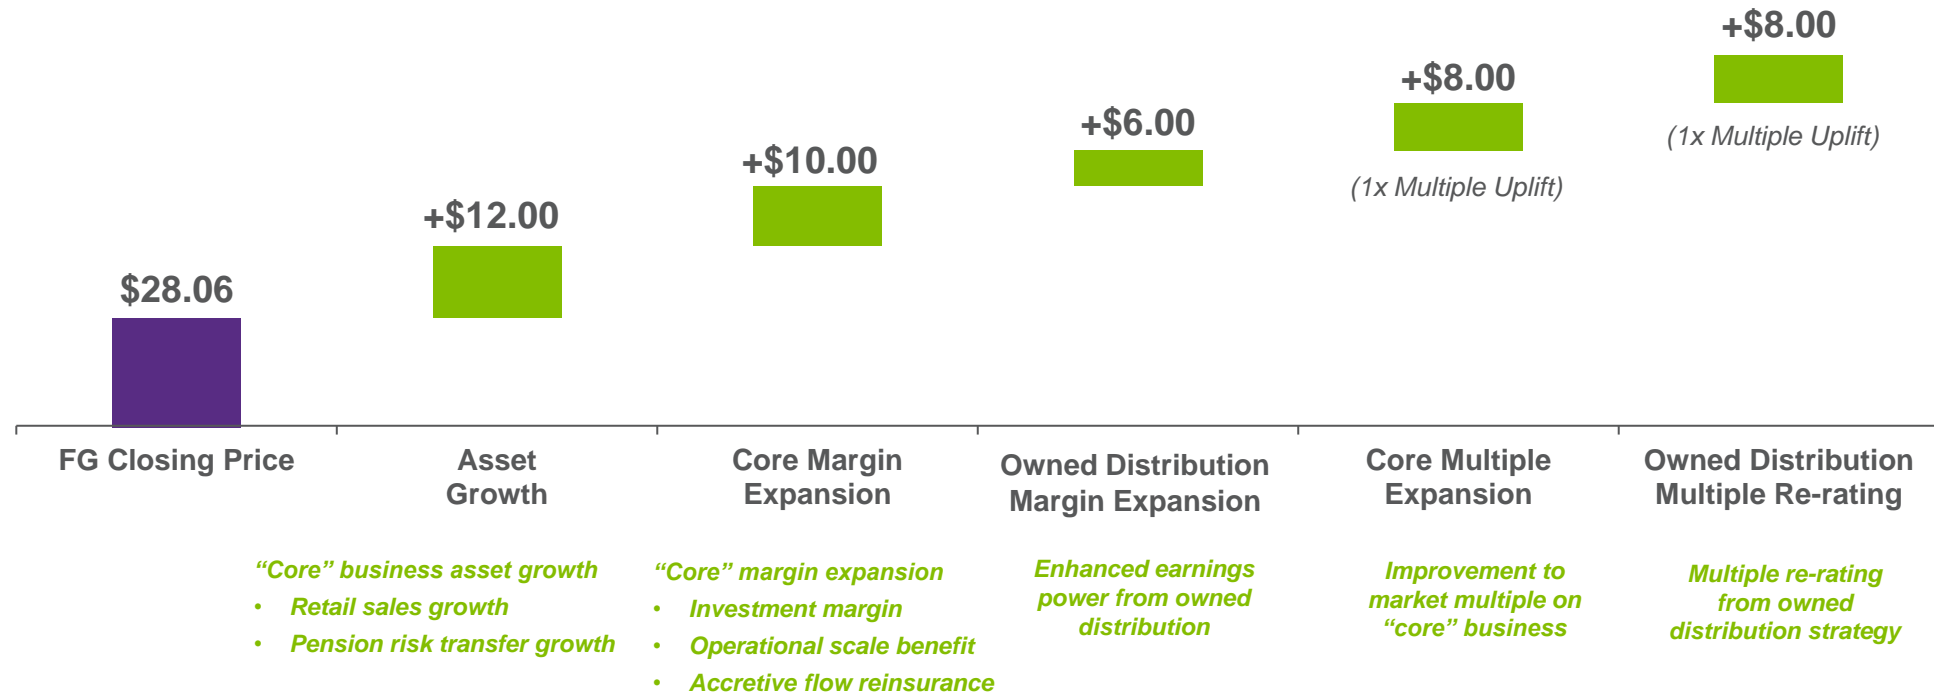 $28.06
+$12.00
+$10.00
+$6.00
+$8.00
(1x Multiple Uplift)
+$8.00
(1x Multiple Uplift)
FG Closing Price
Asset
Growth
Core Margin
Expansion
Owned Distribution
Margin Expansion
Core Multiple
Expansion
Owned Distribution
Multiple Re-rating
“Core” business asset growth
• Retail sales growth
• Pension risk transfer growth
“Core” margin expansion
• Investment margin
• Operational scale benefit
• Accretive flow reinsurance
Enhanced earnings
power from owned
distribution
Improvement to
market multiple on
“core” business
Multiple re-rating
from owned
distribution strategy